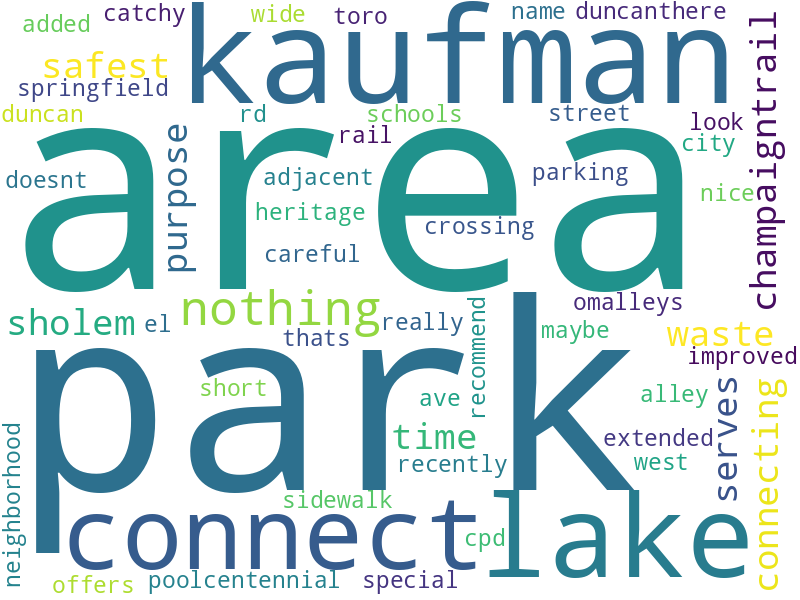 added
catchy
wide
toro
name
duncanthere
champaigntrail
kaufman
safest
springfield
duncan
rd
schools
street
look
city
rail
purpose
area
doesnt
adjacent
parking
nice
heritage
crossing
careful
nothing
omalleys
sholem
el
really
recommend
maybe
waste
thats
improved
park
short
ave
alley
serves
connecting
time
extended
neighborhood
recently
west
sidewalk
connect
lake
cpd
offers
poolcentennial
special